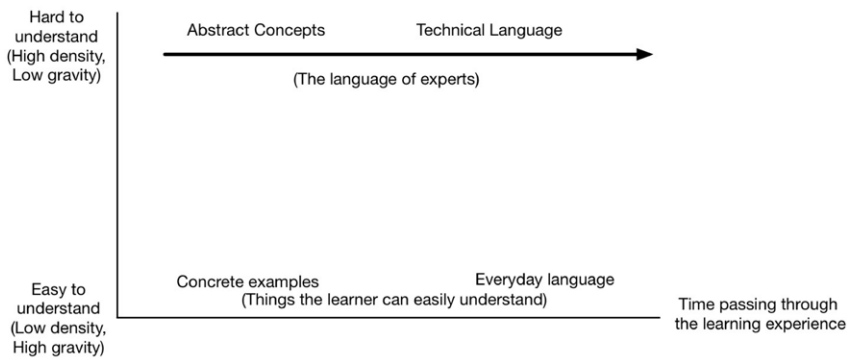 Hard to
understand
(High density,
Low gravity)
Abstract Concepts
Technical Language
(The language of experts)
Concrete examples
Everyday language
(Things the learner can easily understand)
Easy to
understand
(Low density,
High gravity)
Time passing through
the learning experience